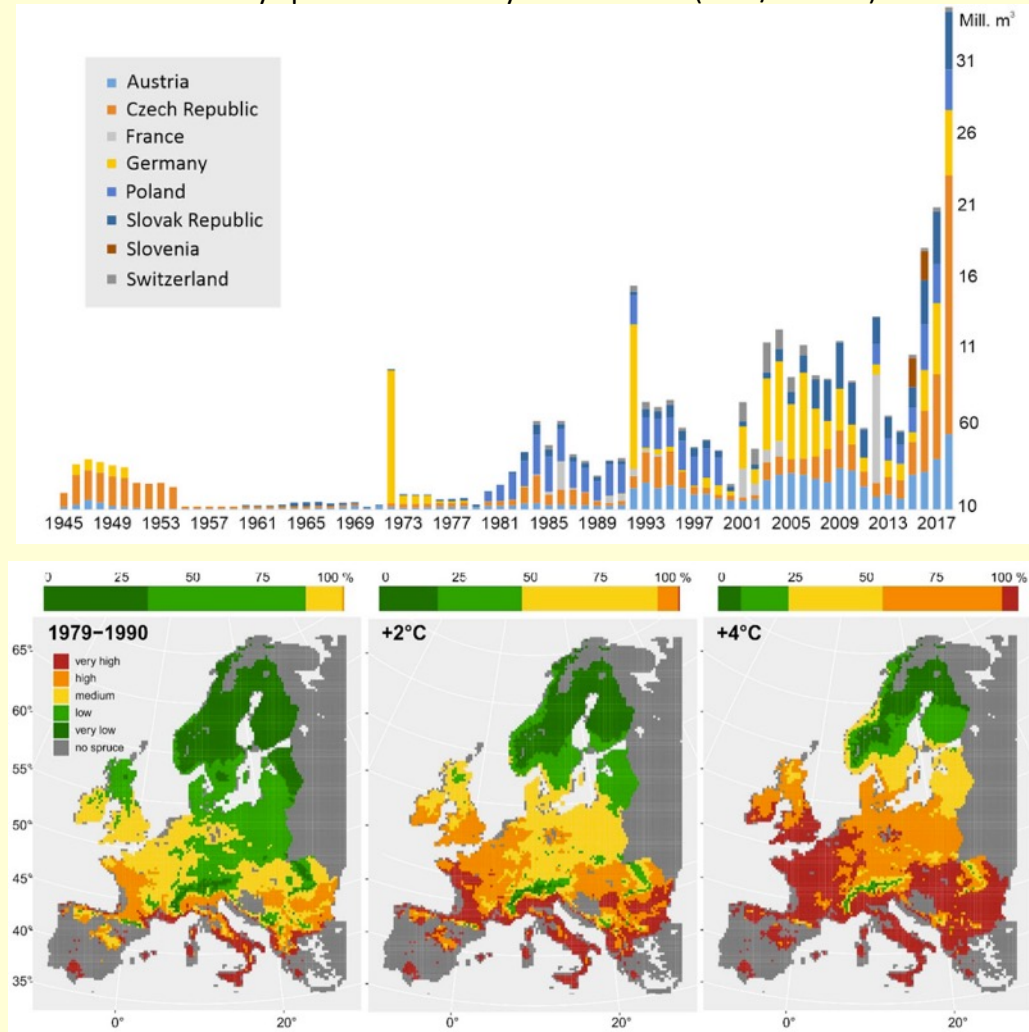 Mill. m³
31
26
21
16
11
60
10
Austria
Czech Republic
France
Germany
Poland
Slovak Republic
Slovenia
Switzerland
1945 1949 1953 1957 1961 1965 1969 1973 1977 1981 1985 1989 1993 1997 2001 2005 2009 2013 2017
0 25 50 75 100 % 0 25 50 75 100 % 0 25 50 75 100 %
1979–1990 +2°C +4°C
very high
high
medium
low
very low
no spruce
65°
60°
55°
50°
45°
40°
35°
0° 20° 0° 20° 0° 20°